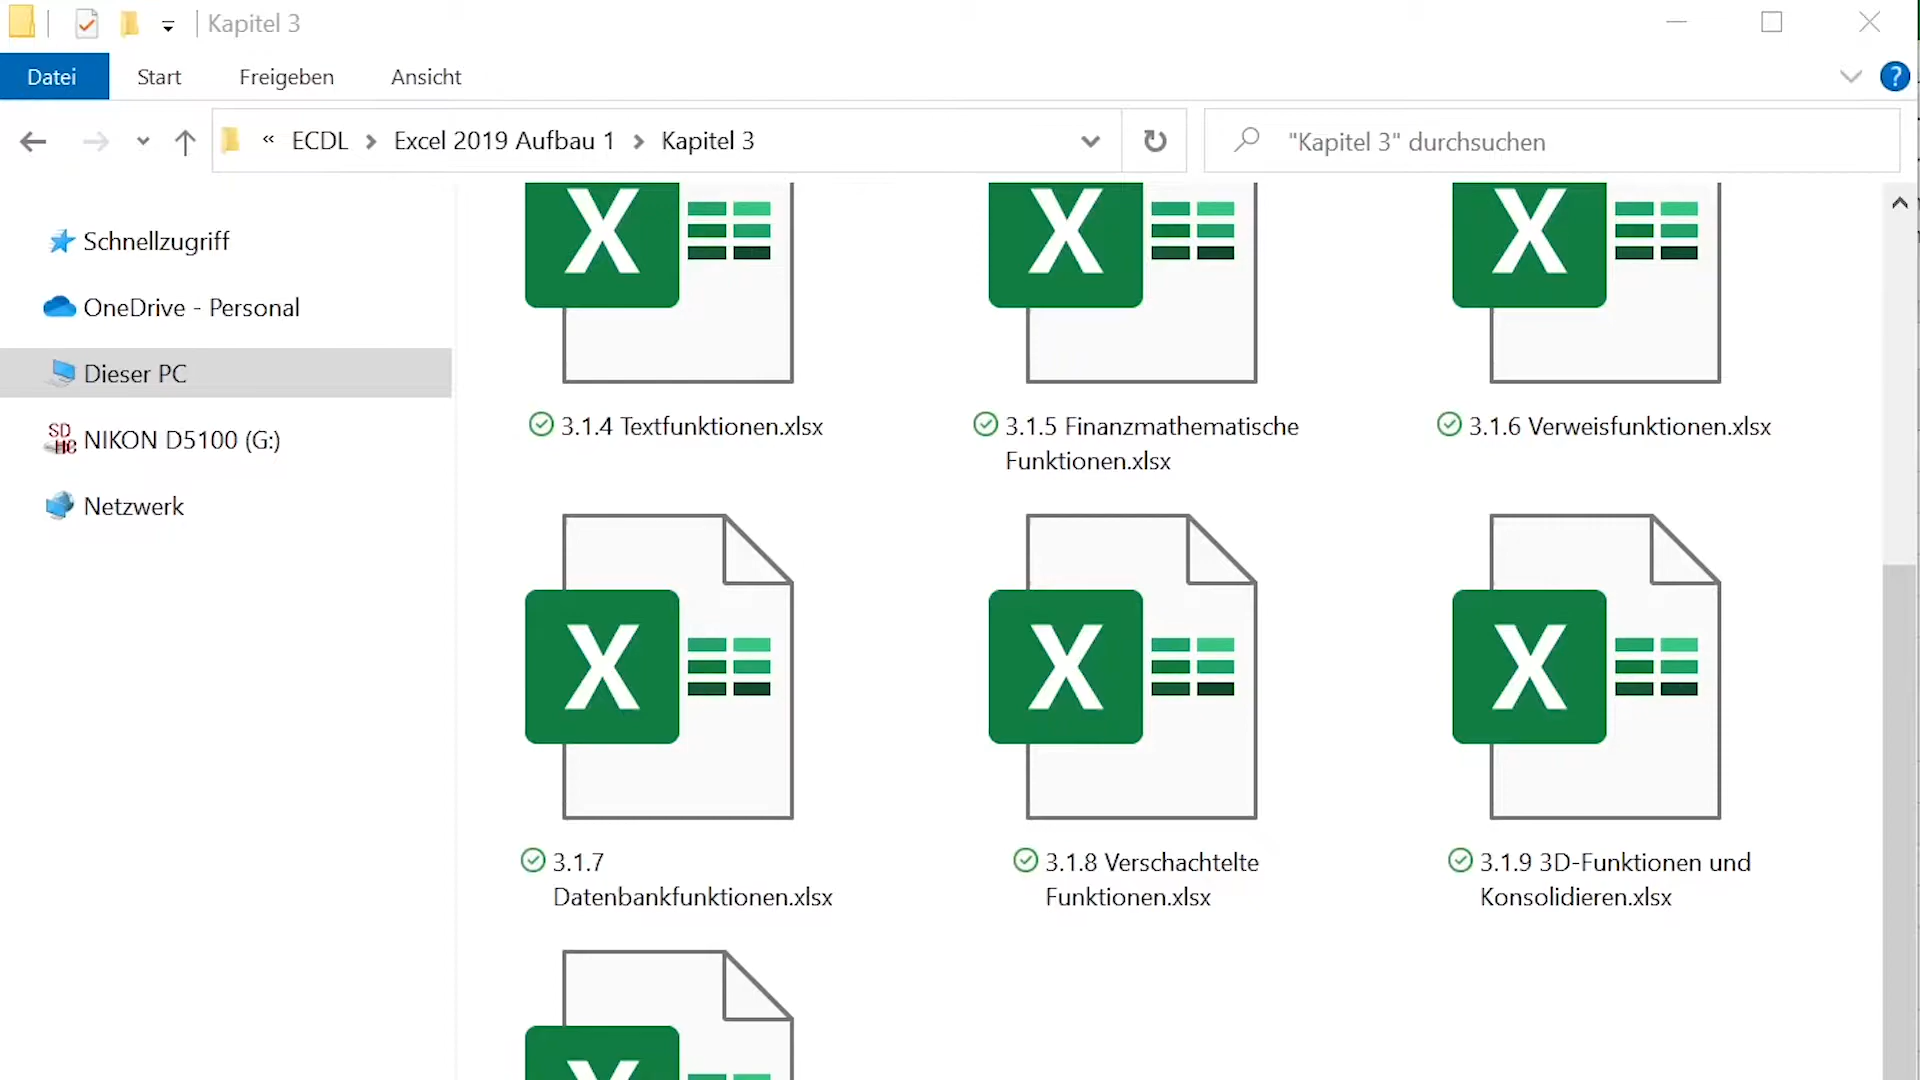 Kapitel 3
Datei Start Freigeben Ansicht ?
« ECDL > Excel 2019 Aufbau 1 > Kapitel 3
"Kapitel 3" durchsuchen
Schnellzugriff
OneDrive - Personal
Dieser PC
SD
HC
NIKON D5100 (G:)
Netzwerk
X
X
X
3.1.4 Textfunktionen.xlsx
3.1.5 Finanzmathematische
Funktionen.xlsx
3.1.6 Verweisfunktionen.xlsx
X
X
X
3.1.7
Datenbankfunktionen.xlsx
3.1.8 Verschachtelte
Funktionen.xlsx
3.1.9 3D-Funktionen und
Konsolidieren.xlsx
X